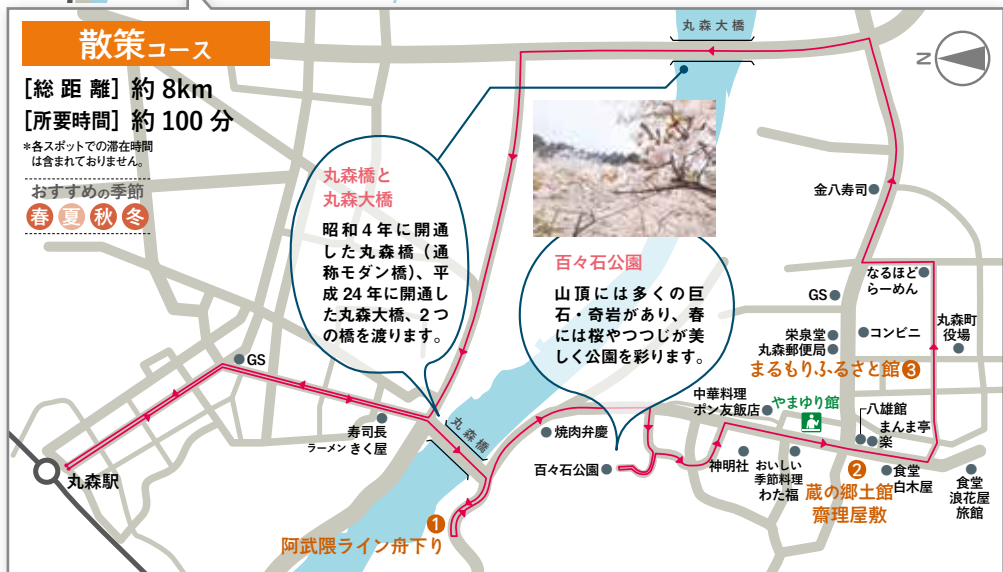 散策コース
[総距離] 約 8km
[所要時間] 約 100 分
*各スポットでの滞在時間
は含まれておりません。
おすすめの季節
春 夏 秋 冬
丸森大橋
N
丸森橋と
丸森大橋
昭和4年に開通
した丸森橋（通
称モダン橋）、平
成24年に開通し
た丸森大橋、2つ
の橋を渡ります。
百々石公園
山頂には多くの巨
石・奇岩があり、春
には桜やつつじが美
しく公園を彩ります。
金八寿司
なるほど
らーめん
GS
コンビニ
丸森町
役場
栄泉堂
丸森郵便局
まるもりふるさと館 3
GS
寿司長
ラーメン きく屋
丸森橋
丸森駅
焼肉弁慶
百々石公園
中華料理
ポン友飯店
やまゆり館
八雄館
まんま亭
楽
神明社
おいしい
季節料理
わた福
2
蔵の郷土館
齋理屋敷
食堂
白木屋
食堂
浪花屋
旅館
1
阿武隈ライン舟下り